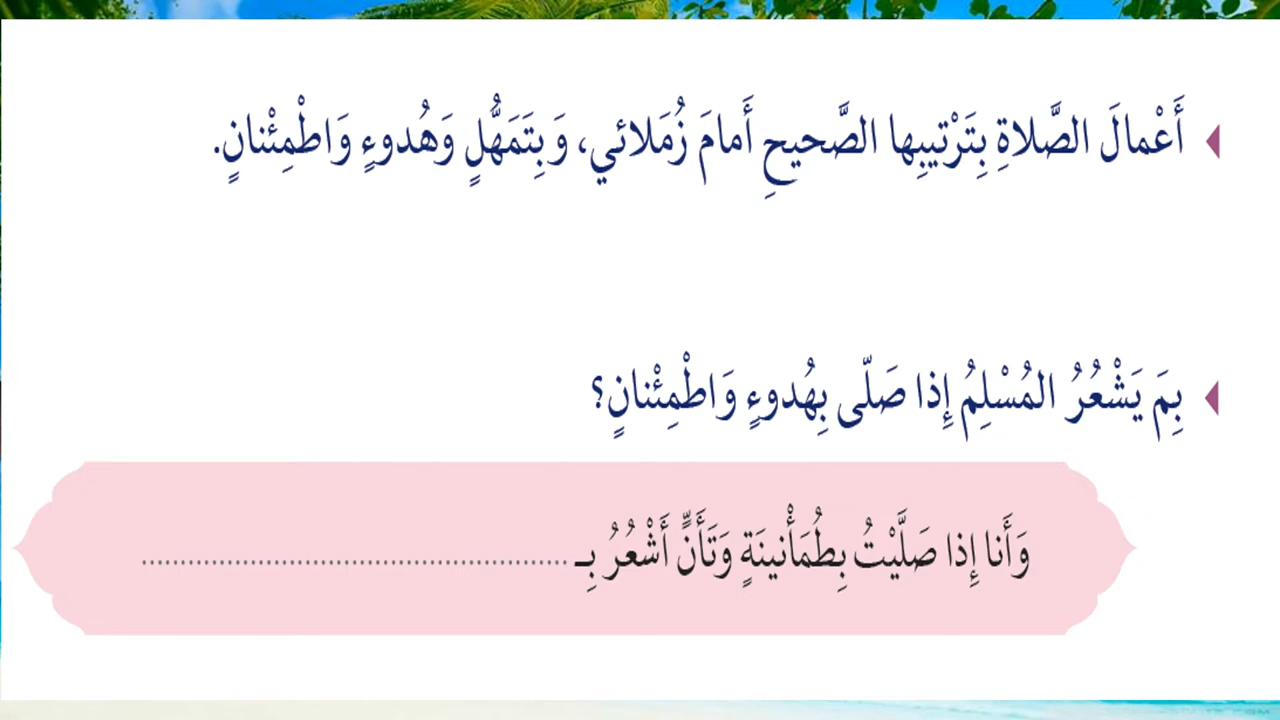 أَعْمالَ الصَّلاةِ بِتَرْتيبِها الصَّحيحِ أَمامَ زُمَلائي، وَبِتَمَهُّلٍ وَهُدوءٍ وَاطْمِئْنانٍ.
بِمَ يَشْعُرُ المُسْلِمُ إِذا صَلّى بِهُدوءٍ وَاطْمِئْنانٍ؟
وَأَنا إِذا صَلَّيْتُ بِطُمَأْنينَةٍ وَتَأَنٍّ أَشْعُرُ بِـ ......................................................